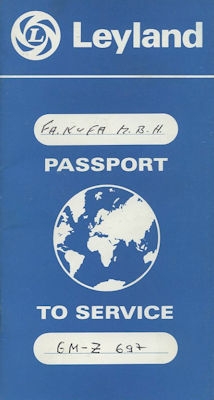 L Leyland
FA. KUFA M.B.H.
PASSPORT
TO SERVICE
EM-Z 697